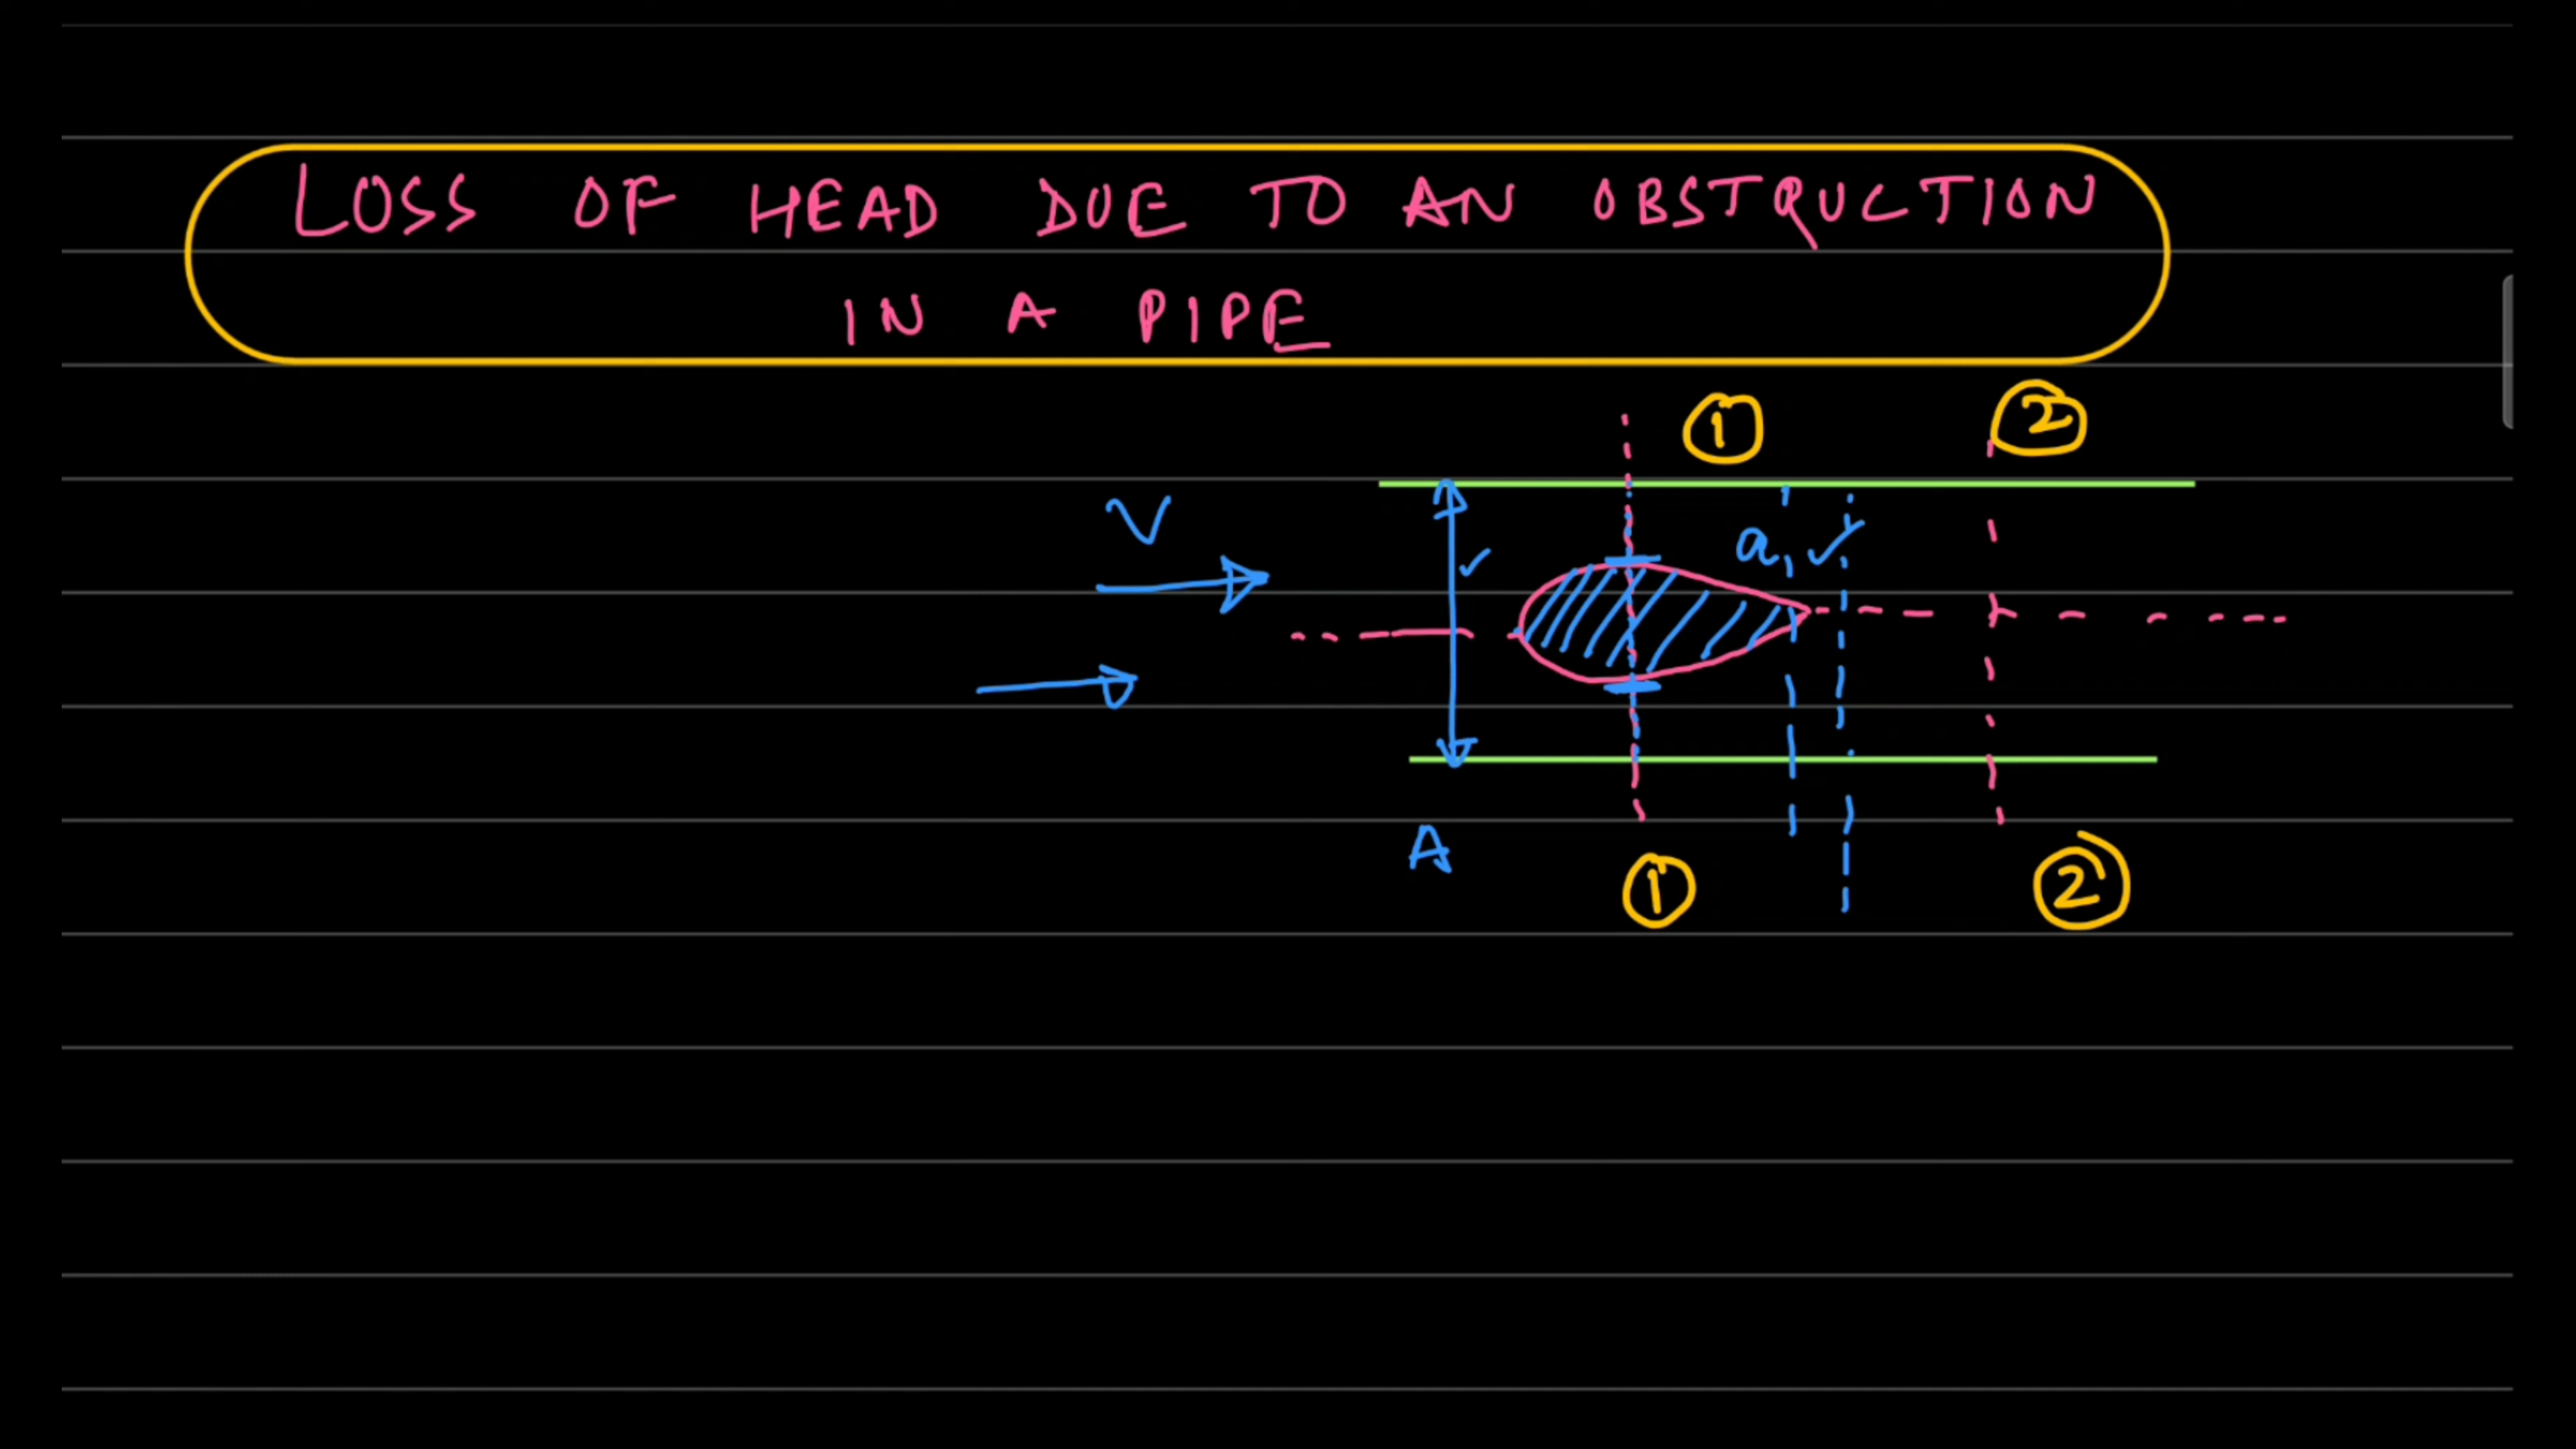 LOSS OF HEAD DUE TO AN OBSTRUCTION
IN A PIPE
1 2
V
a ✓
✓
A
1 2